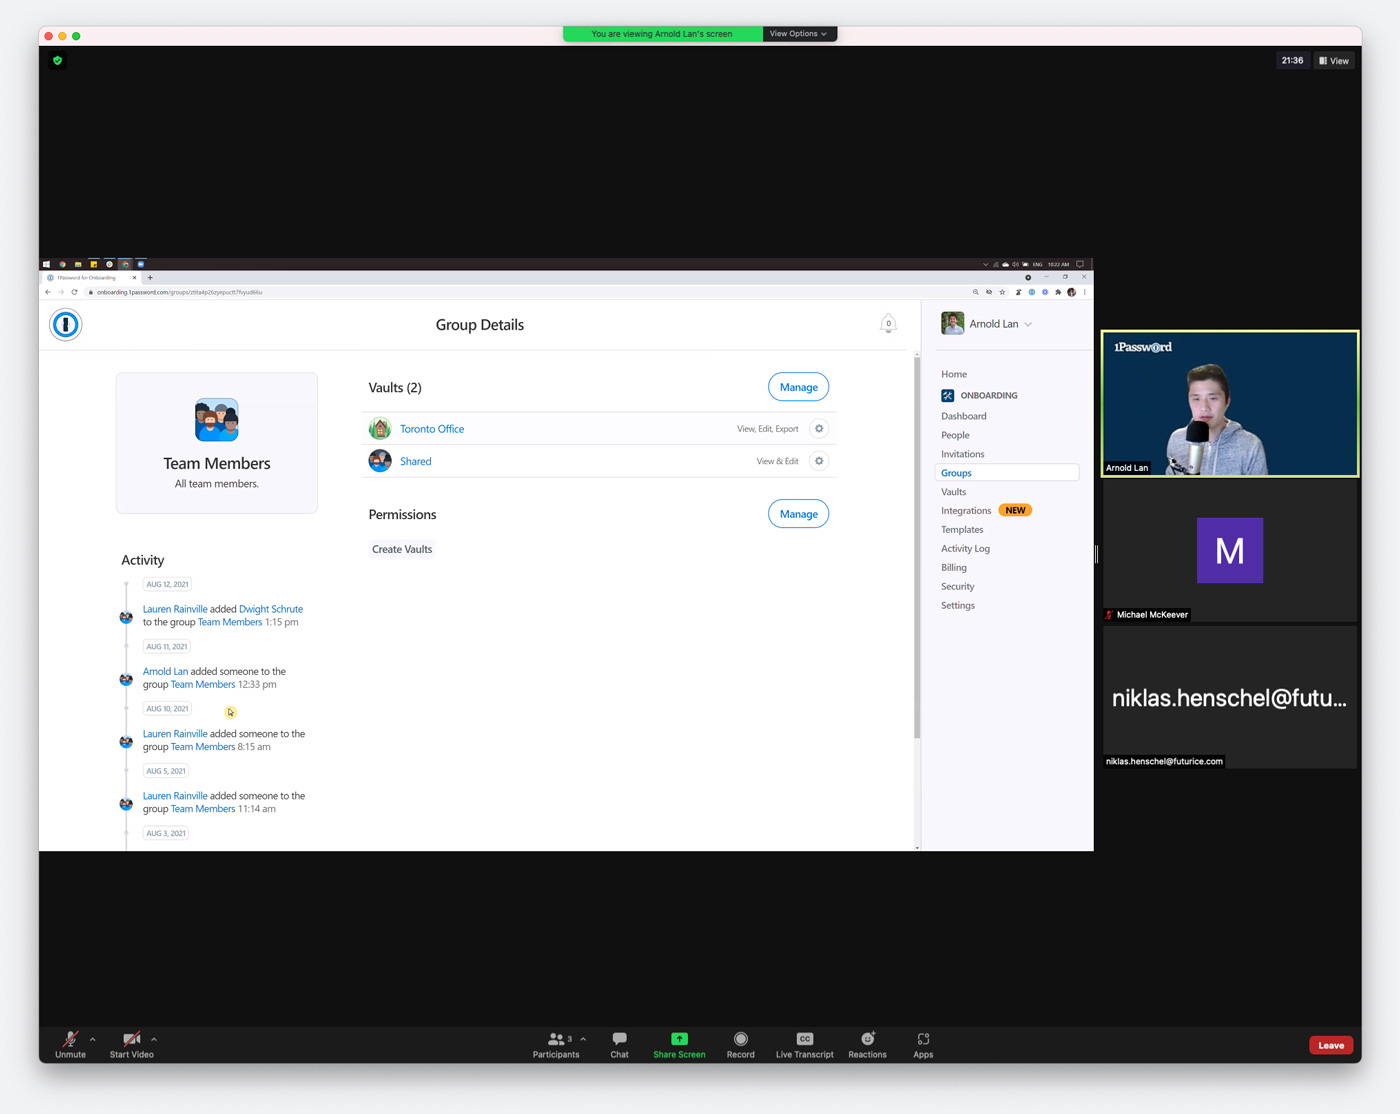 You are viewing Arnold Lan's screen
View Options
21:36
View
1Password for Onboarding
ENG
10:22 AM
Group Details
0
Arnold Lan
Team Members
All team members.
Vaults (2)
Manage
Toronto Office
View, Edit, Export
Shared
View & Edit
Permissions
Manage
Create Vaults
Activity
AUG 12, 2021
Lauren Rainville added Dwight Schrute
to the group Team Members 1:15 pm
AUG 11, 2021
Arnold Lan added someone to the
group Team Members 12:33 pm
AUG 10, 2021
Lauren Rainville added someone to the
group Team Members 8:15 am
AUG 5, 2021
Lauren Rainville added someone to the
group Team Members 11:14 am
AUG 3, 2021
Home
ONBOARDING
Dashboard
People
Invitations
Groups
Vaults
Integrations NEW
Templates
Activity Log
Billing
Security
Settings
1Password
Arnold Lan
M
Michael McKeever
niklas.henschel@futu...
niklas.henschel@futurice.com
Unmute
Start Video
3
Participants
Chat
Share Screen
Record
CC
Live Transcript
Reactions
Apps
Leave